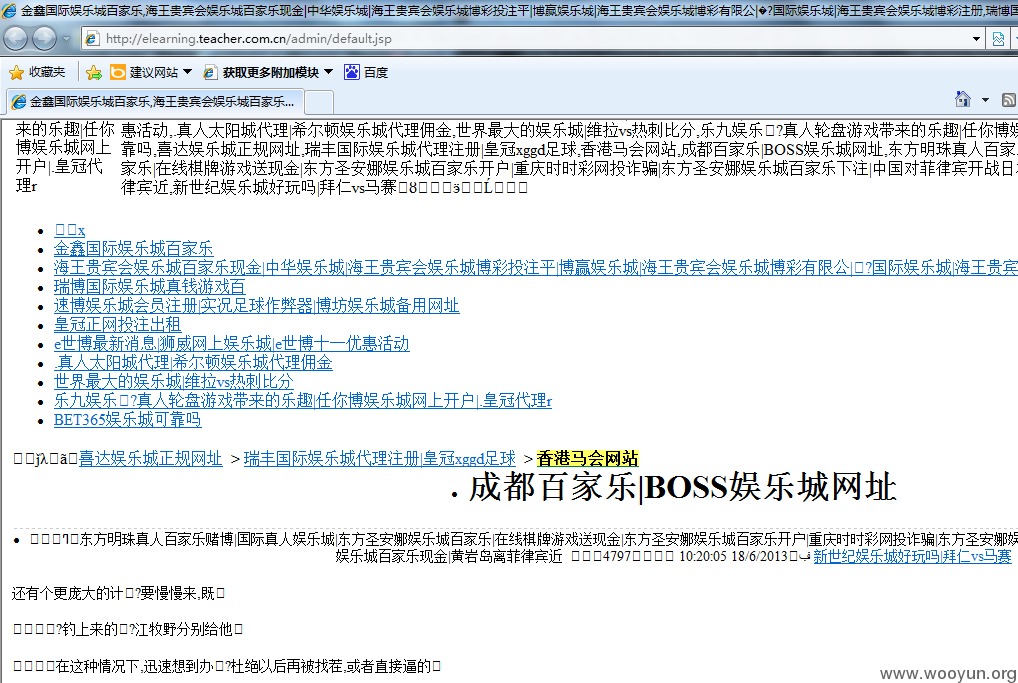 金鑫国际娱乐城百家乐,海王贵宾会娱乐城百家乐现金|中华娱乐城|海王贵宾会娱乐城博彩投注平|博赢娱乐城|海王贵宾会娱乐城博彩有限公|�?国际娱乐城|海王贵宾会娱乐城博彩注册,瑞博国
http://elearning.teacher.com.cn/admin/default.jsp
收藏夹 建议网站 获取更多附加模块 百度
金鑫国际娱乐城百家乐,海王贵宾会娱乐城百家乐...
来的乐趣|任你
博娱乐城网上
开户|.皇冠代
理r
惠活动,.真人太阳城代理|希尔顿娱乐城代理佣金,世界最大的娱乐城|维拉vs热刺比分,乐九娱乐?真人轮盘游戏带来的乐趣|任你博娱
靠吗,喜达娱乐城正规网址,瑞丰国际娱乐城代理注册|皇冠xggd足球,香港马会网站,成都百家乐|BOSS娱乐城网址,东方明珠真人百家
家乐|在线棋牌游戏送现金|东方圣安娜娱乐城百家乐开户|重庆时时彩网投诈骗|东方圣安娜娱乐城百家乐下注|中国对菲律宾开战日
律宾近,新世纪娱乐城好玩吗|拜仁vs马赛
x
金鑫国际娱乐城百家乐
海王贵宾会娱乐城百家乐现金|中华娱乐城|海王贵宾会娱乐城博彩投注平|博赢娱乐城|海王贵宾会娱乐城博彩有限公|?国际娱乐城|海王贵宾
瑞博国际娱乐城真钱游戏百
速博娱乐城会员注册|实况足球作弊器|博坊娱乐城备用网址
皇冠正网投注出租
e世博最新消息|狮威网上娱乐城|e世博十一优惠活动
.真人太阳城代理|希尔顿娱乐城代理佣金
世界最大的娱乐城|维拉vs热刺比分
乐九娱乐?真人轮盘游戏带来的乐趣|任你博娱乐城网上开户|.皇冠代理r
BET365娱乐城可靠吗
喜达娱乐城正规网址 > 瑞丰国际娱乐城代理注册|皇冠xggd足球 > 香港马会网站
成都百家乐|BOSS娱乐城网址
东方明珠真人百家乐赌博|国际真人娱乐城|东方圣安娜娱乐城百家乐|在线棋牌游戏送现金|东方圣安娜娱乐城百家乐开户|重庆时时彩网投诈骗|东方圣安娜娱
娱乐城百家乐现金|黄岩岛离菲律宾近 4797 10:20:05 18/6/2013 新世纪娱乐城好玩吗|拜仁vs马赛
还有个更庞大的计?要慢慢来,既
?钓上来的?江牧野分别给他
在这种情况下,迅速想到办?杜绝以后再被找茬,或者直接逼的
www.wooyun.org